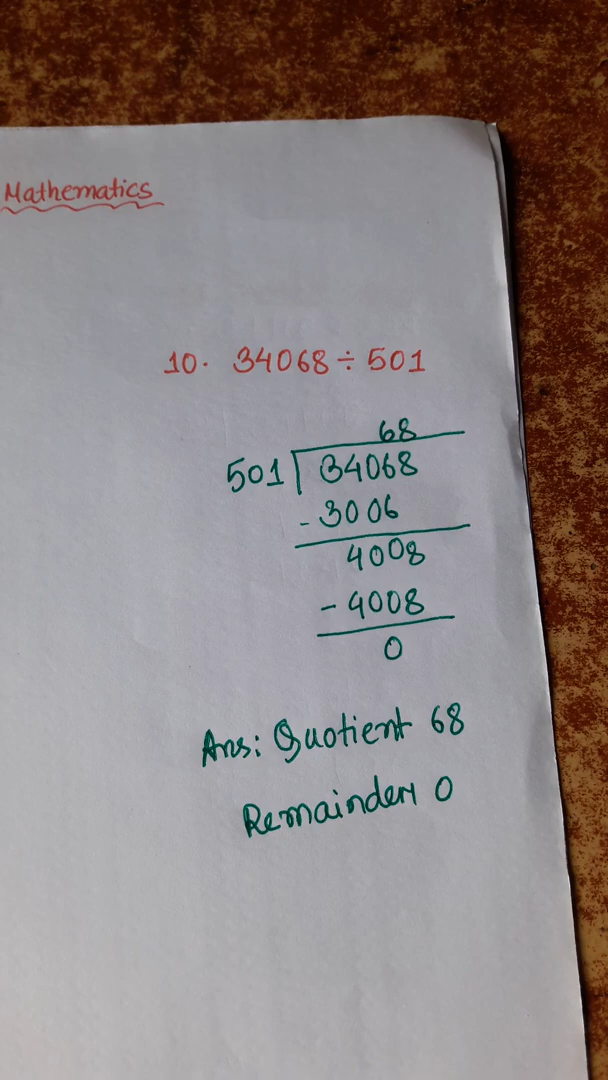 Mathematics
10. 34068 ÷ 501
68
501 ) 34068
- 3006
4008
- 4008
0
Ans: Quotient 68
Remainder 0